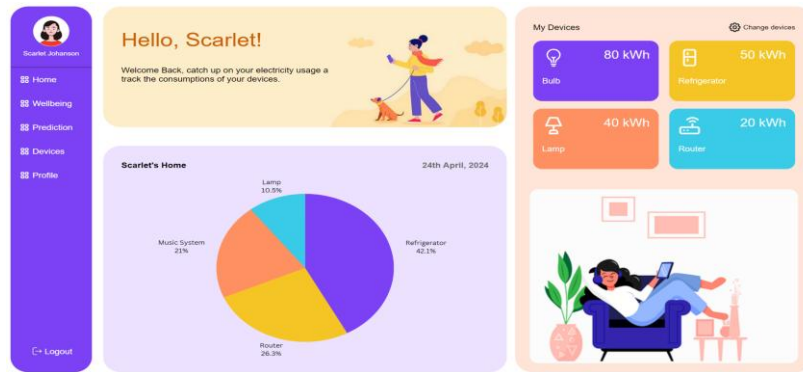 Scarlet Johanson
Home
Wellbeing
Prediction
Devices
Profile
Logout
Hello, Scarlet!
Welcome Back, catch up on your electricity usage a
track the consumptions of your devices.
Scarlet's Home
24th April, 2024
Lamp
10.5%
Music System
21%
Refrigerator
42.1%
Router
26.3%
My Devices
Change devices
80 kWh
Bulb
50 kWh
Refrigerator
40 kWh
Lamp
20 kWh
Router